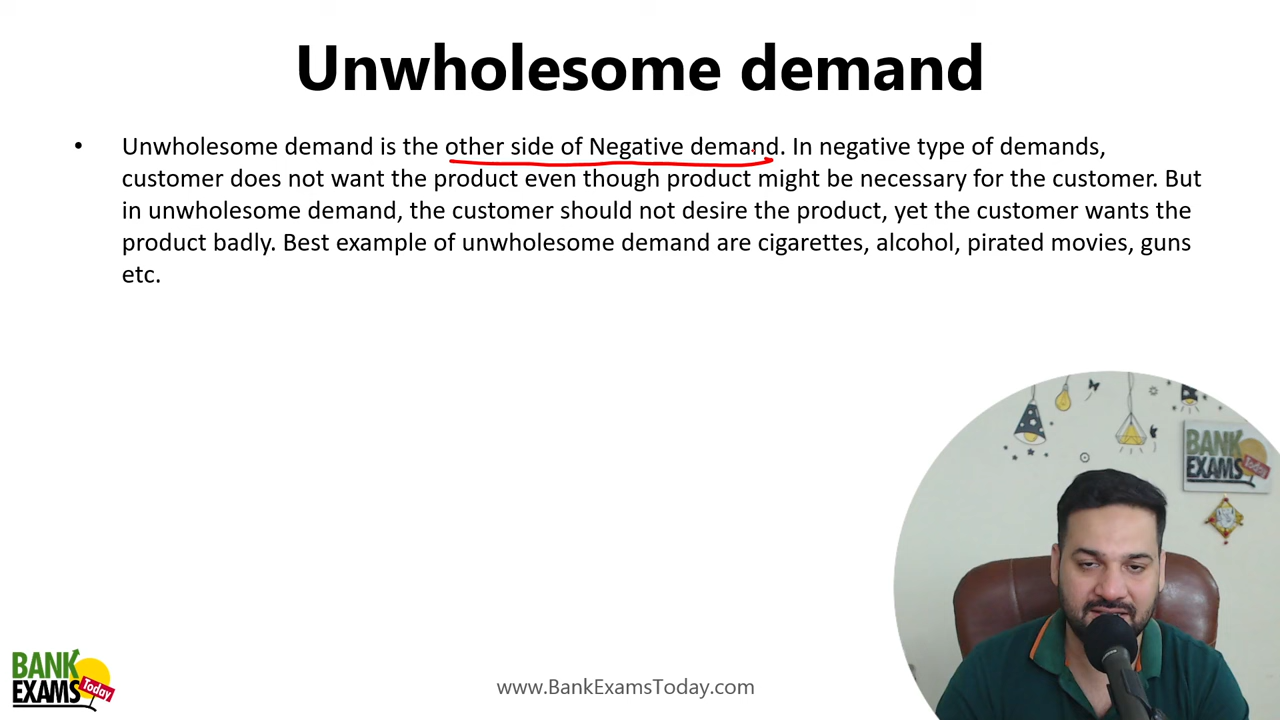 Unwholesome demand
• Unwholesome demand is the other side of Negative demand. In negative type of demands,
customer does not want the product even though product might be necessary for the customer. But
in unwholesome demand, the customer should not desire the product, yet the customer wants the
product badly. Best example of unwholesome demand are cigarettes, alcohol, pirated movies, guns
etc.
BANK
EXAMS
Today
BANK
EXAMS
Today
www.BankExamsToday.com